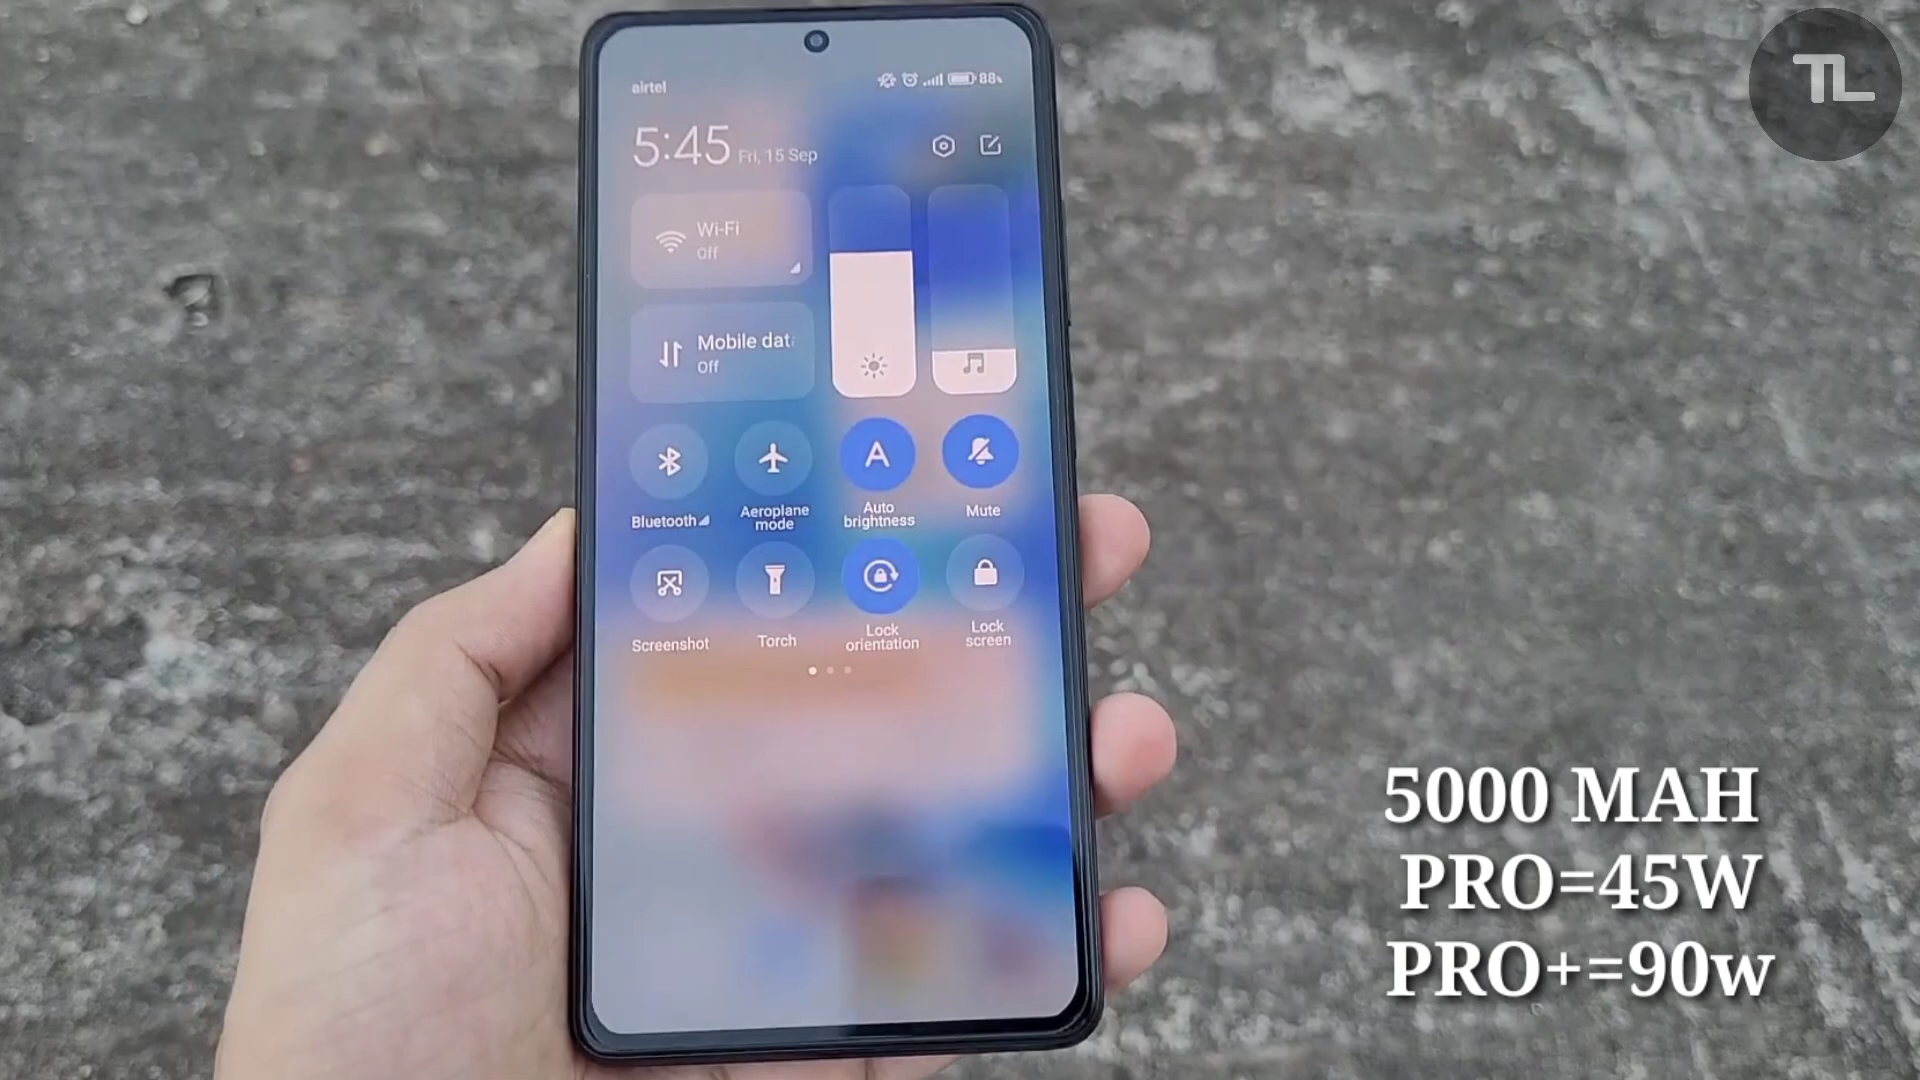 TL
airtel
88%
5:45 Fri, 15 Sep
Wi-Fi
Off
Mobile dat
Off
A
Bluetooth
Aeroplane
mode
Auto
brightness
Mute
Screenshot
Torch
Lock
orientation
Lock
screen
5000 MAH
PRO=45W
PRO+=90w